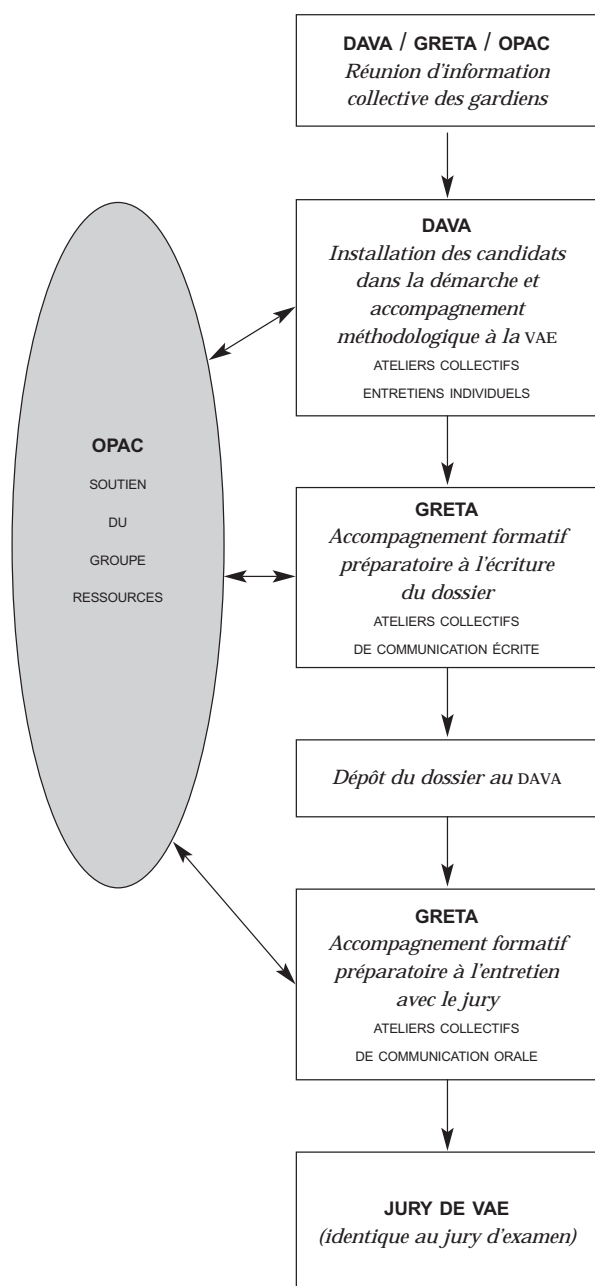 DAVA / GRETA / OPAC
Réunion d'information
collective des gardiens
DAVA
Installation des candidats
dans la démarche et
accompagnement
méthodologique à la VAE
ATELIERS COLLECTIFS
ENTRETIENS INDIVIDUELS
OPAC
SOUTIEN
DU
GROUPE
RESSOURCES
GRETA
Accompagnement formatif
préparatoire à l'écriture
du dossier
ATELIERS COLLECTIFS
DE COMMUNICATION ÉCRITE
Dépôt du dossier au DAVA
GRETA
Accompagnement formatif
préparatoire à l'entretien
avec le jury
ATELIERS COLLECTIFS
DE COMMUNICATION ORALE
JURY DE VAE
(identique au jury d'examen)